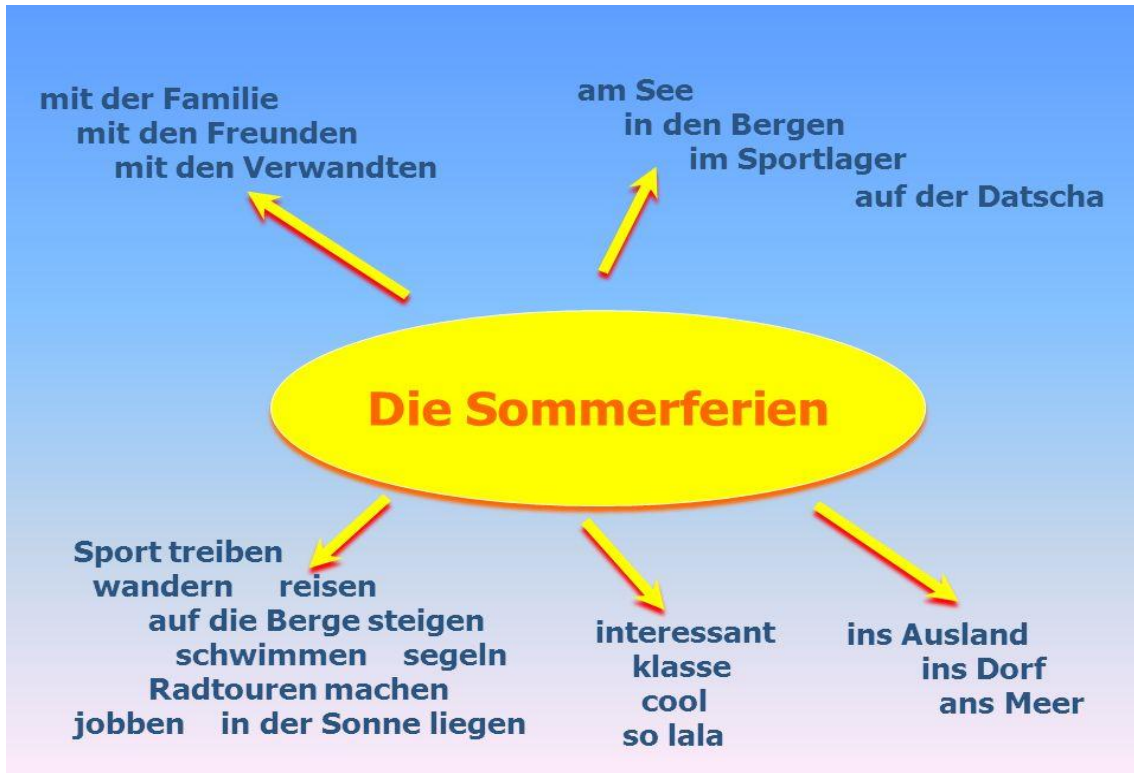 mit der Familie
mit den Freunden
mit den Verwandten
am See
in den Bergen
im Sportlager
auf der Datscha
Die Sommerferien
Sport treiben
wandern reisen
auf die Berge steigen
schwimmen segeln
Radtouren machen
jobben in der Sonne liegen
interessant
klasse
cool
so lala
ins Ausland
ins Dorf
ans Meer